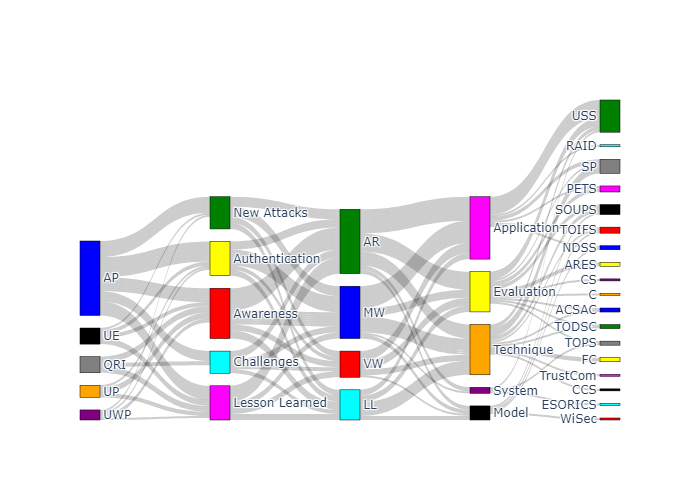 AP
UE
QRI
UP
UWP
New Attacks
Authentication
Awareness
Challenges
Lesson Learned
AR
MW
VW
LL
Application
Evaluation
Technique
System
Model
USS
RAID
SP
PETS
SOUPS
TOIFS
NDSS
ARES
CS
C
ACSAC
TODSC
TOPS
FC
TrustCom
CCS
ESORICS
WiSec